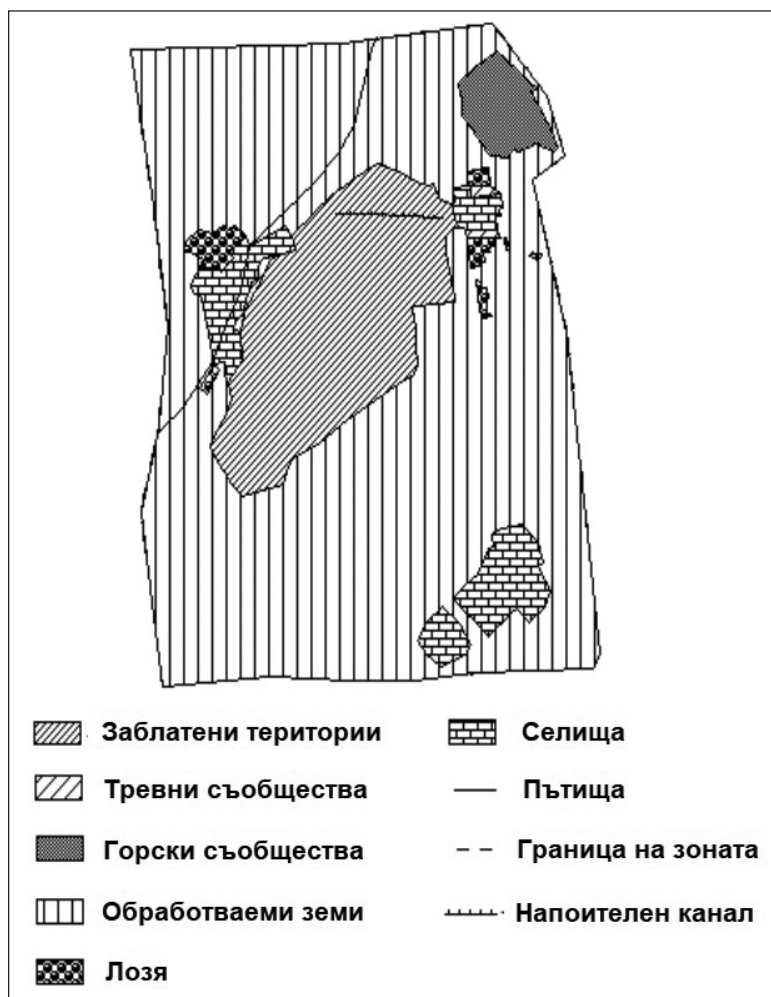 Заблатени територии
Тревни съобщества
Горски съобщества
Обработваеми земи
Лозя
Селища
Пътища
Граница на зоната
Напоителен канал